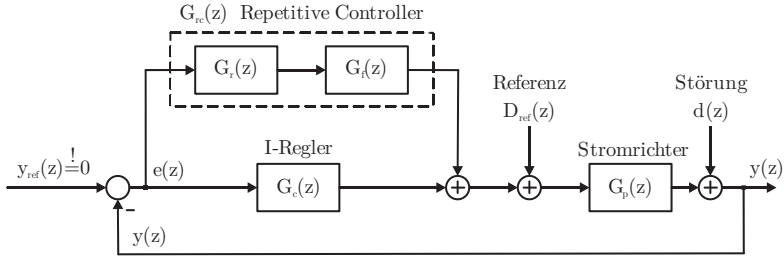 G_rc(z) Repetitive Controller
G_r(z)
G_f(z)
Referenz
D_ref(z)
Störung
d(z)
y_ref(z)=!0
e(z)
I-Regler
G_c(z)
+
+
Stromrichter
G_p(z)
+
y(z)
-
y(z)